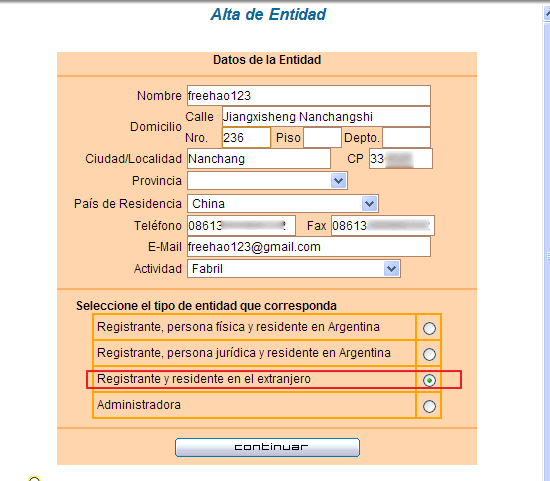 Alta de Entidad
Datos de la Entidad
Nombre freehao123
Domicilio Calle Jiangxisheng Nanchangshi
Nro. 236 Piso Depto.
Ciudad/Localidad Nanchang CP 33
Provincia
País de Residencia China
Teléfono 08613 Fax 08613
E-Mail freehao123@gmail.com
Actividad Fabril
Seleccione el tipo de entidad que corresponda
Registrante, persona física y residente en Argentina
Registrante, persona jurídica y residente en Argentina
Registrante y residente en el extranjero
Administradora
continuar